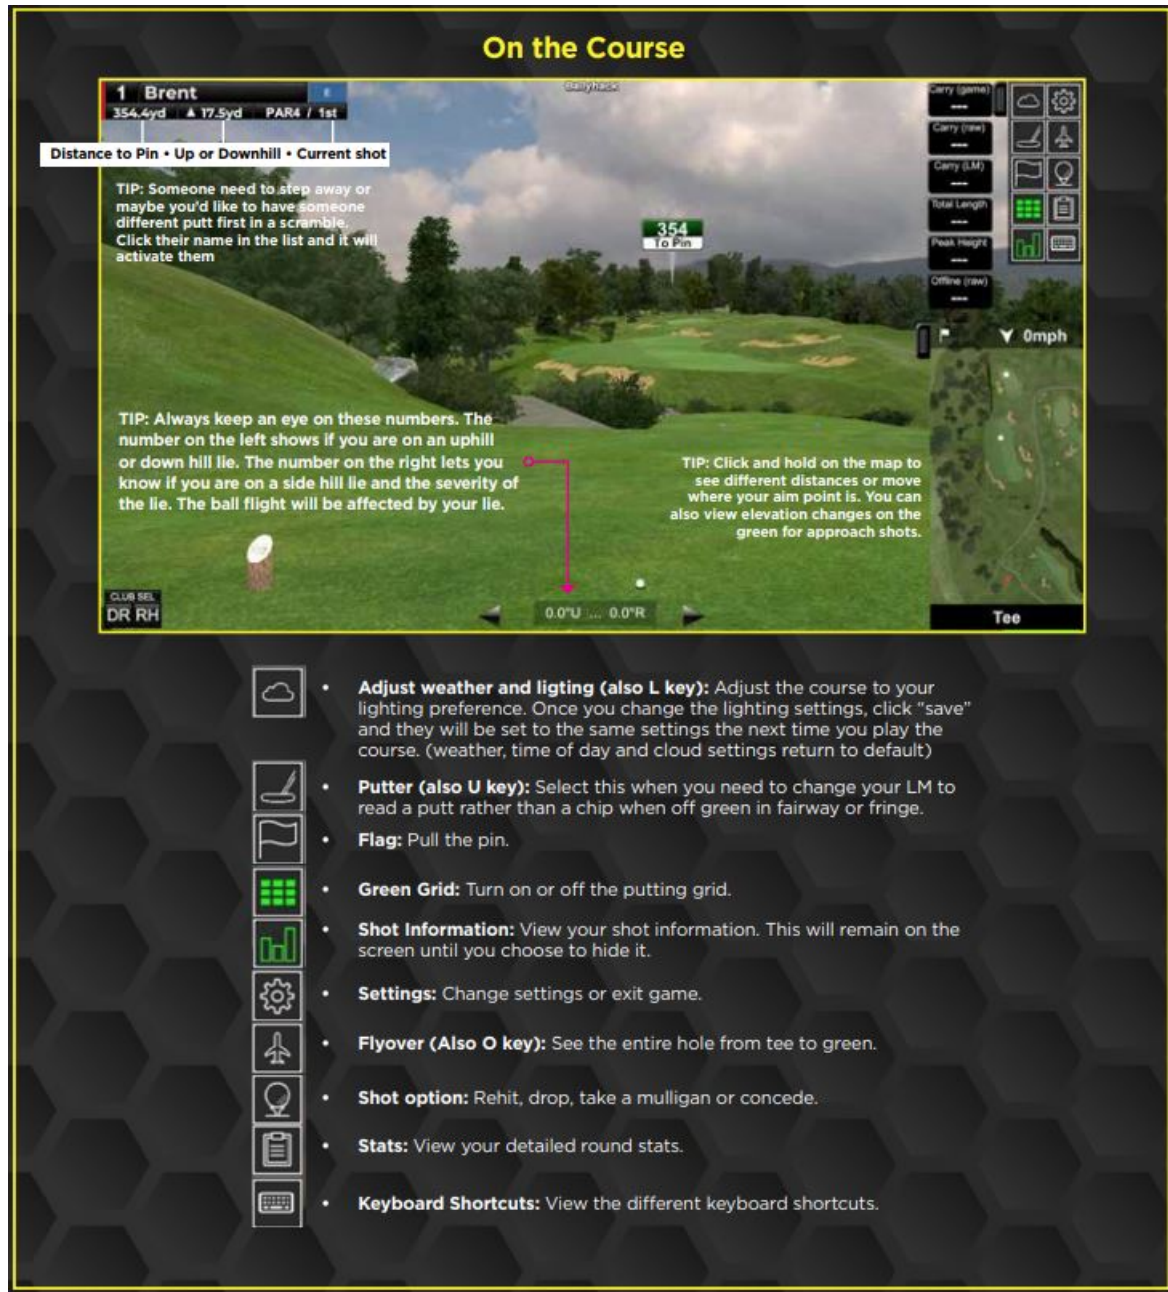 On the Course
1 Brent E
354.4yd ▲ 17.5yd PAR4 / 1st
Distance to Pin • Up or Downhill • Current shot
TIP: Someone need to step away or
maybe you'd like to have someone
different putt first in a scramble.
Click their name in the list and it will
activate them
Ballyhack
354
To Pin
Carry (game)
---
Carry (raw)
---
Carry (LM)
---
Total Length
---
Peak Height
---
Offline (raw)
---
0mph
TIP: Always keep an eye on these numbers. The
number on the left shows if you are on an uphill
or down hill lie. The number on the right lets you
know if you are on a side hill lie and the severity of
the lie. The ball flight will be affected by your lie.
TIP: Click and hold on the map to
see different distances or move
where your aim point is. You can
also view elevation changes on the
green for approach shots.
CLUB SEL
DR RH
0.0°U ... 0.0°R
Tee
• Adjust weather and ligting (also L key): Adjust the course to your
lighting preference. Once you change the lighting settings, click “save”
and they will be set to the same settings the next time you play the
course. (weather, time of day and cloud settings return to default)
• Putter (also U key): Select this when you need to change your LM to
read a putt rather than a chip when off green in fairway or fringe.
• Flag: Pull the pin.
• Green Grid: Turn on or off the putting grid.
• Shot Information: View your shot information. This will remain on the
screen until you choose to hide it.
• Settings: Change settings or exit game.
• Flyover (Also O key): See the entire hole from tee to green.
• Shot option: Rehit, drop, take a mulligan or concede.
• Stats: View your detailed round stats.
• Keyboard Shortcuts: View the different keyboard shortcuts.